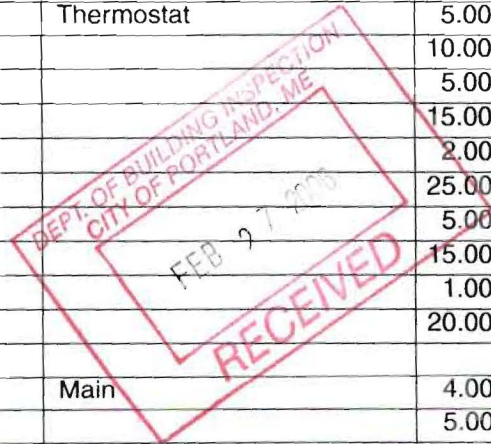 Thermostat 5.00
10.00
5.00
15.00
2.00
25.00
5.00
15.00
1.00
20.00
Main 4.00
5.00
DEPT. OF BUILDING INSPECTION
CITY OF PORTLAND, ME
FEB
RECEIVED